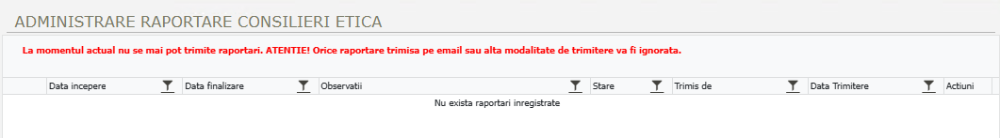 ADMINISTRARE RAPORTARE CONSILIERI ETICA
La momentul actual nu se mai pot trimite raportari. ATENTIE! Orice raportare trimisa pe email sau alta modalitate de trimitere va fi ignorata.
Data incepere Data finalizare Observatii Stare Trimis de Data Trimitere Actiuni
Nu exista raportari inregistrate